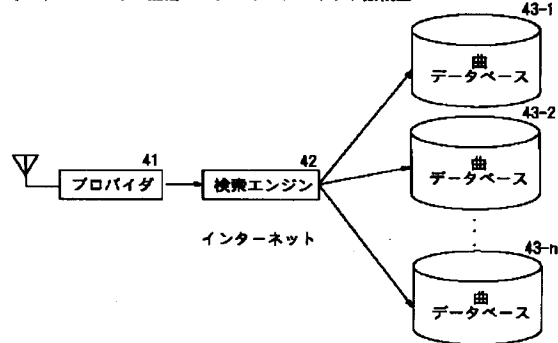 43-1
曲
データベース
43-2
曲
データベース
41
プロバイダ
42
検索エンジン
インターネット
43-n
曲
データベース